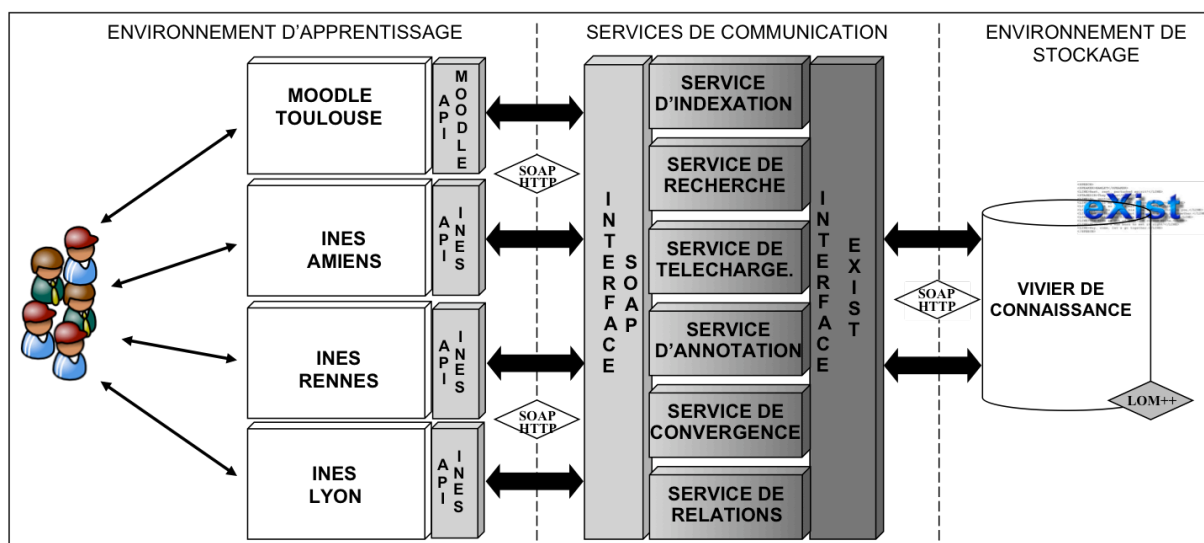 ENVIRONNEMENT D'APPRENTISSAGE
SERVICES DE COMMUNICATION
ENVIRONNEMENT DE
STOCKAGE
MOODLE
TOULOUSE
API
MOODLE
INES
AMIENS
API
INES
INES
RENNES
API
INES
INES
LYON
API
INES
SOAP
HTTP
SOAP
HTTP
INTERFACE
SOAP
SERVICE
D'INDEXATION
SERVICE DE
RECHERCHE
SERVICE DE
TELECHARGE.
SERVICE
D'ANNOTATION
SERVICE DE
CONVERGENCE
SERVICE DE
RELATIONS
INTERFACE
EXIST
SOAP
HTTP
eXist
VIVIER DE
CONNAISSANCE
LOM++